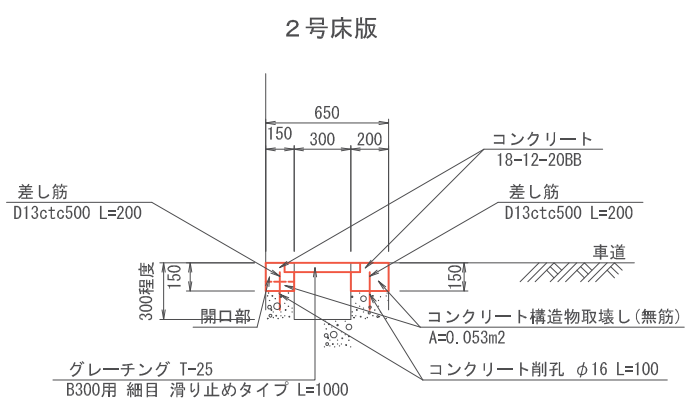 ２号床版
650
150
300
200
コンクリート
18-12-20BB
差し筋
D13ctc500 L=200
差し筋
D13ctc500 L=200
車道
300程度
150
150
開口部
コンクリート構造物取壊し(無筋)
A=0.053m2
グレーチング T-25
B300用 細目 滑り止めタイプ L=1000
コンクリート削孔 φ16 L=100